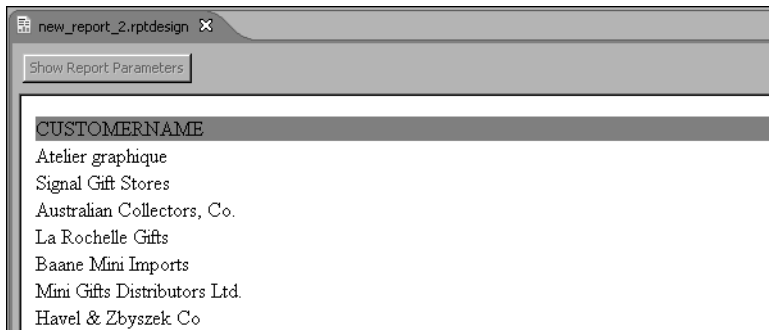 new_report_2.rptdesign
Show Report Parameters
CUSTOMERNAME
Atelier graphique
Signal Gift Stores
Australian Collectors, Co.
La Rochelle Gifts
Baane Mini Imports
Mini Gifts Distributors Ltd.
Havel & Zbyszek Co